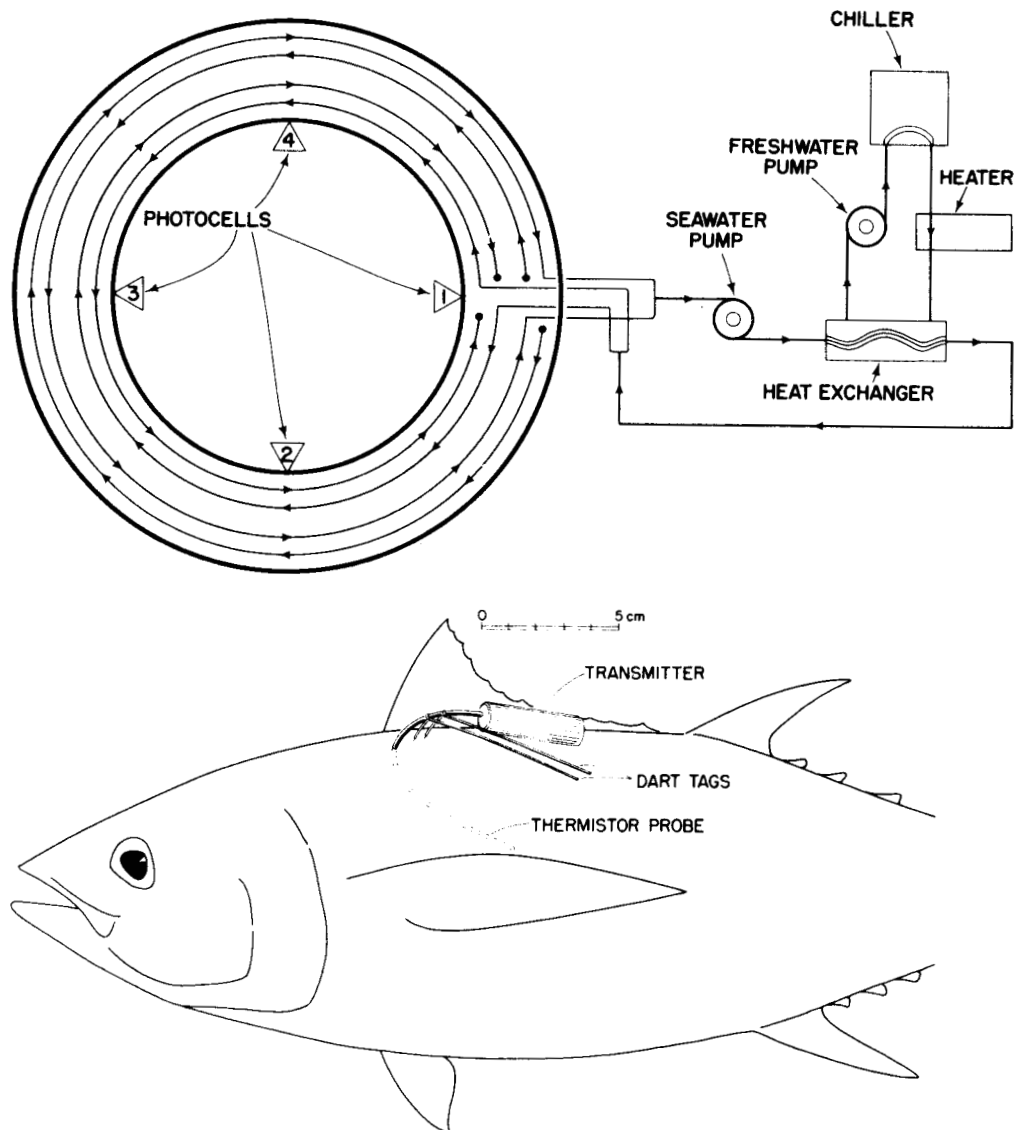 CHILLER
FRESHWATER
PUMP
HEATER
SEAWATER
PUMP
HEAT EXCHANGER
PHOTOCELLS
4
3
1
2
0 5 cm
TRANSMITTER
DART TAGS
THERMISTOR PROBE